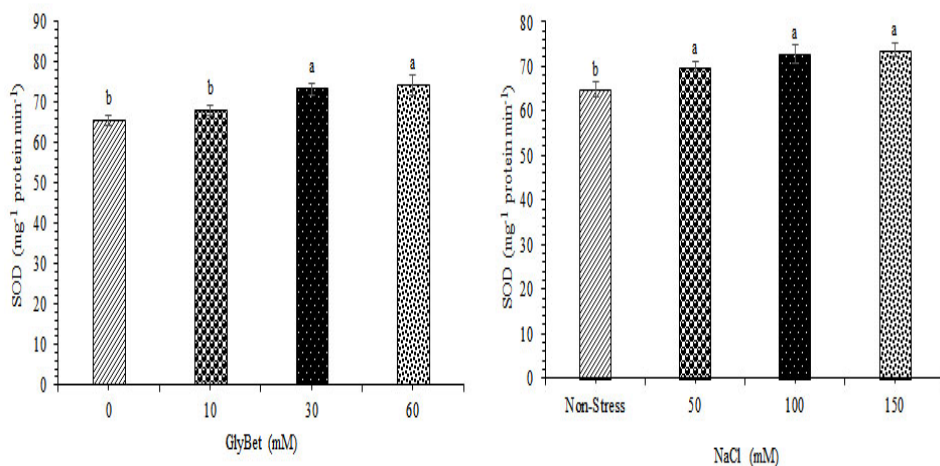 SOD (mg⁻¹ protein min⁻¹)
90
80
70
60
50
40
30
20
10
0
b
b
a
a
0 10 30 60
GlyBet (mM)
SOD (mg⁻¹ protein min⁻¹)
80
70
60
50
40
30
20
10
0
b
a
a
a
Non-Stress 50 100 150
NaCl (mM)